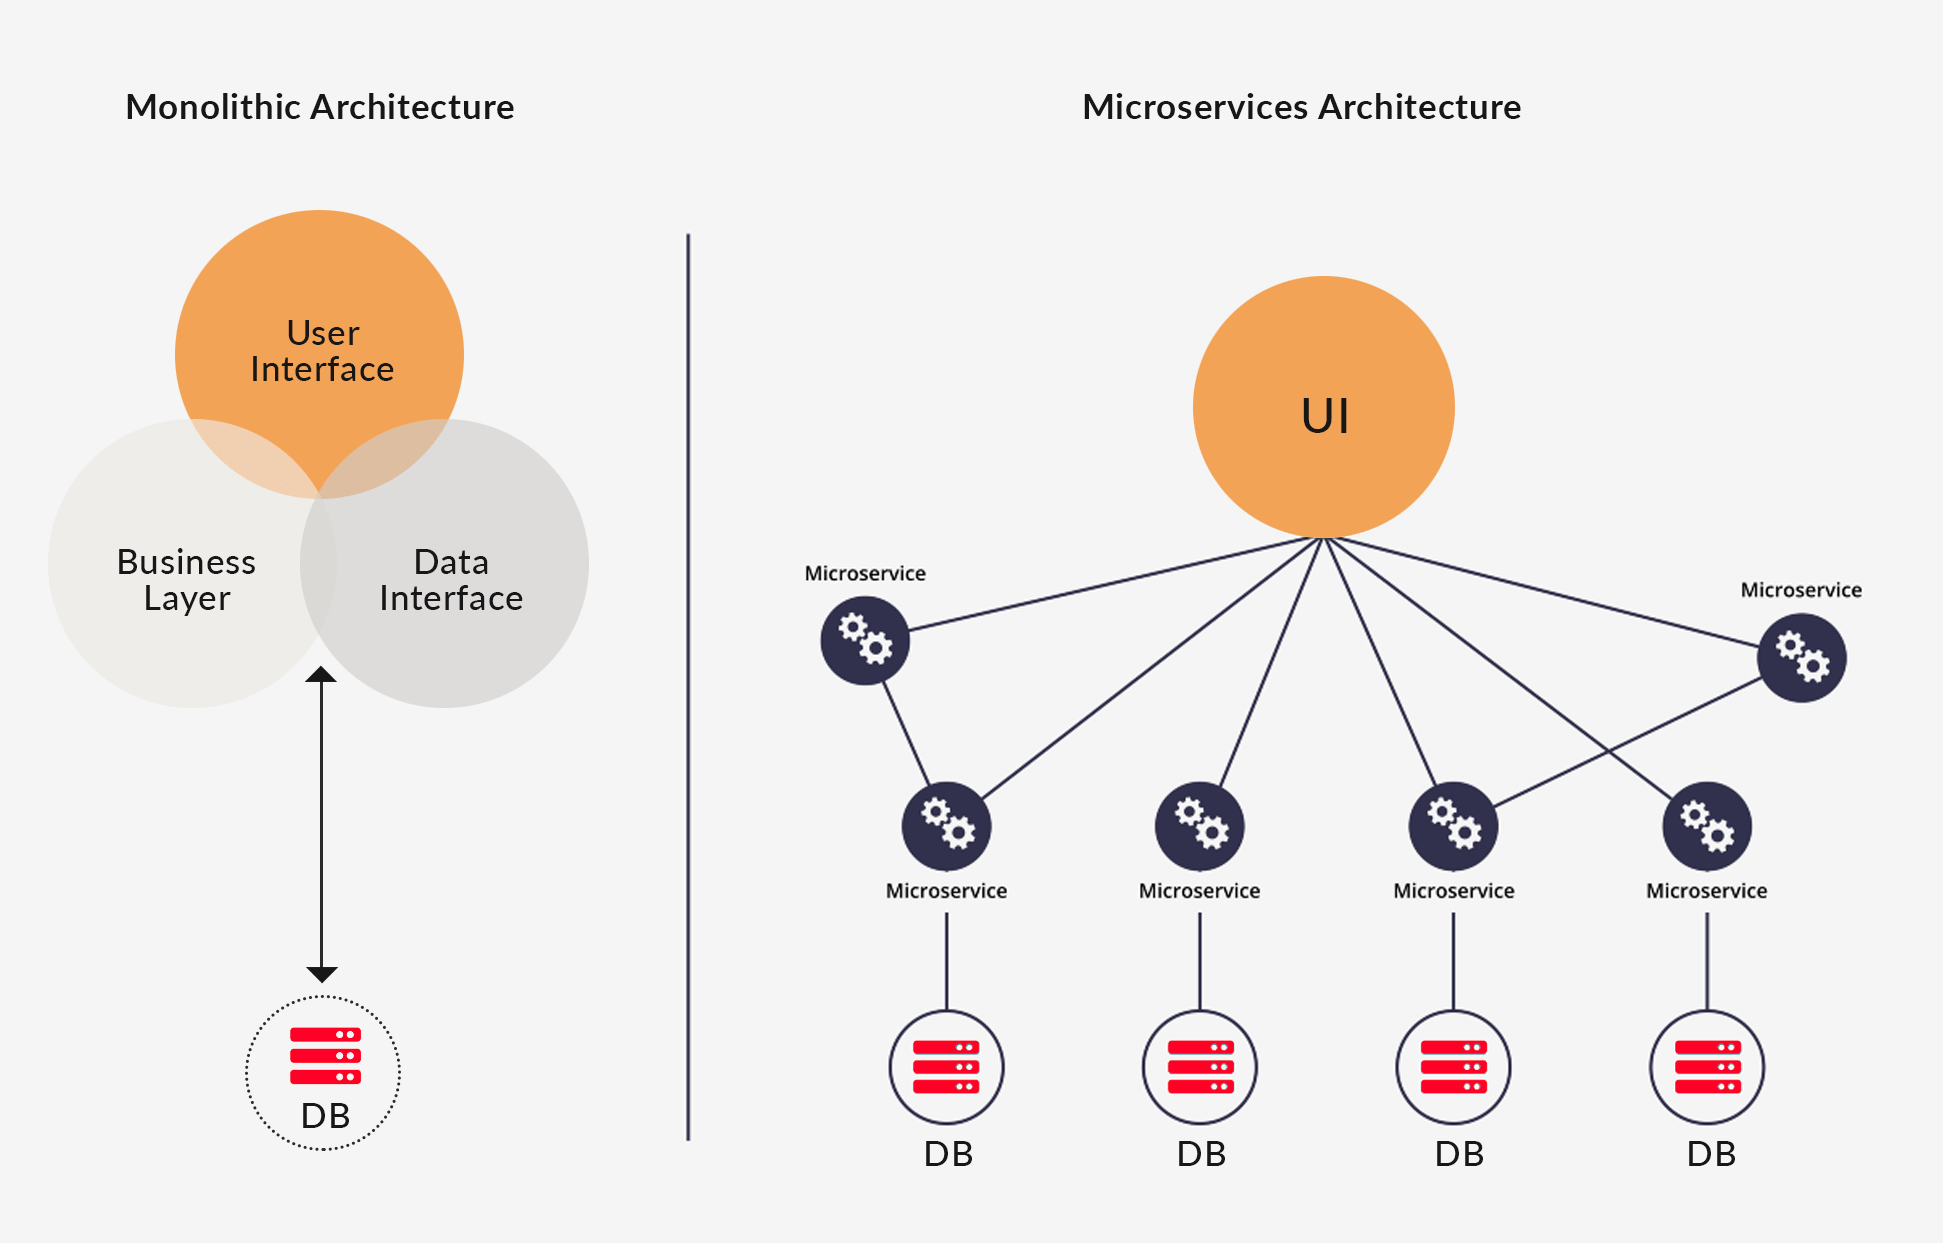 Monolithic Architecture
User
Interface
Business
Layer
Data
Interface
DB
Microservices Architecture
UI
Microservice
Microservice
Microservice
Microservice
Microservice
Microservice
DB
DB
DB
DB